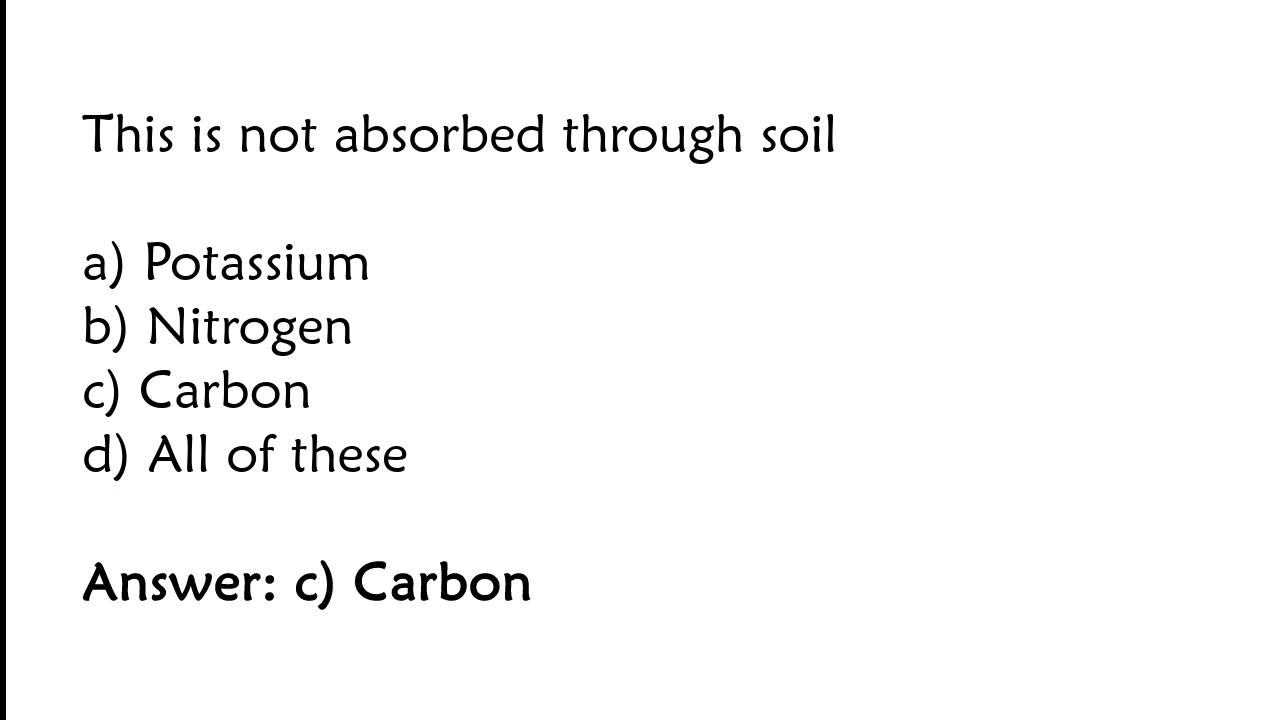 This is not absorbed through soil
a) Potassium
b) Nitrogen
c) Carbon
d) All of these
Answer: c) Carbon